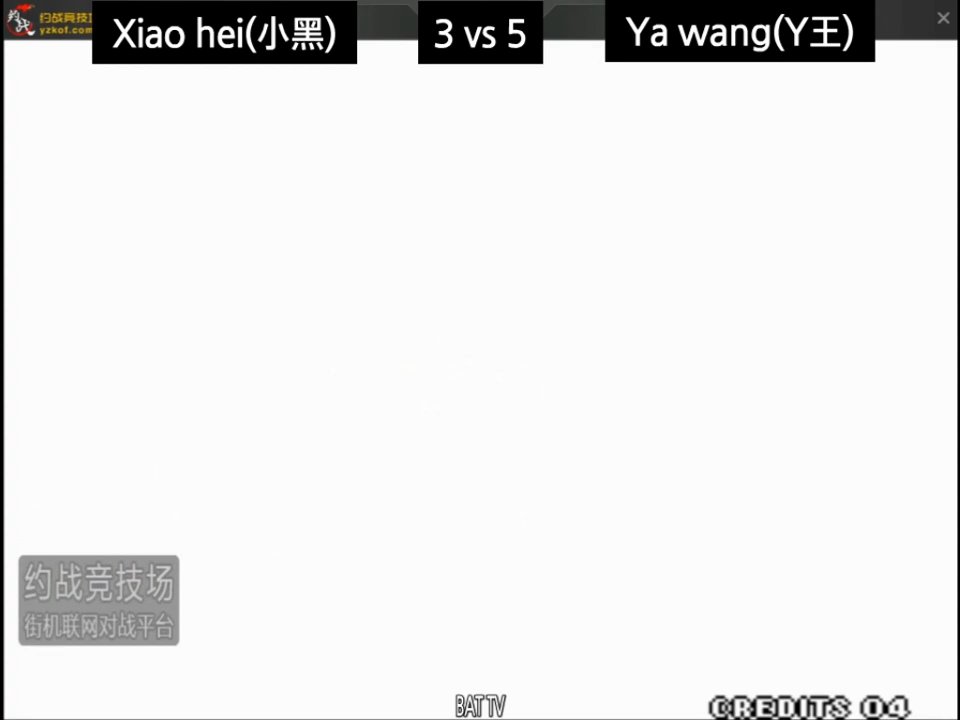 约战竞技
yzkof.com
Xiao hei(小黑)
3 vs 5
Ya wang(Y王)
约战竞技场
街机联网对战平台
BAT TV
CREDITS 04